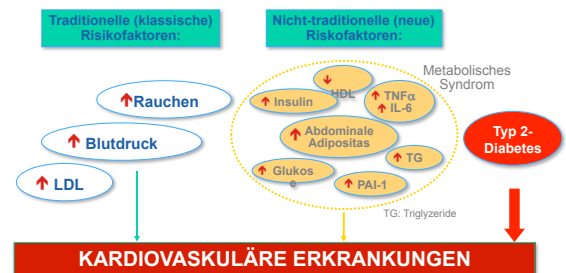 Traditionelle (klassische)
Risikofaktoren:
Nicht-traditionelle (neue)
Riskofaktoren:
Metabolisches
Syndrom
HDL
Rauchen
Insulin
TNFα
IL-6
Blutdruck
Abdominale
Adipositas
Typ 2-
Diabetes
TG
LDL
Glukos
e
PAI-1
TG: Triglyzeride
KARDIOVASKULÄRE ERKRANKUNGEN